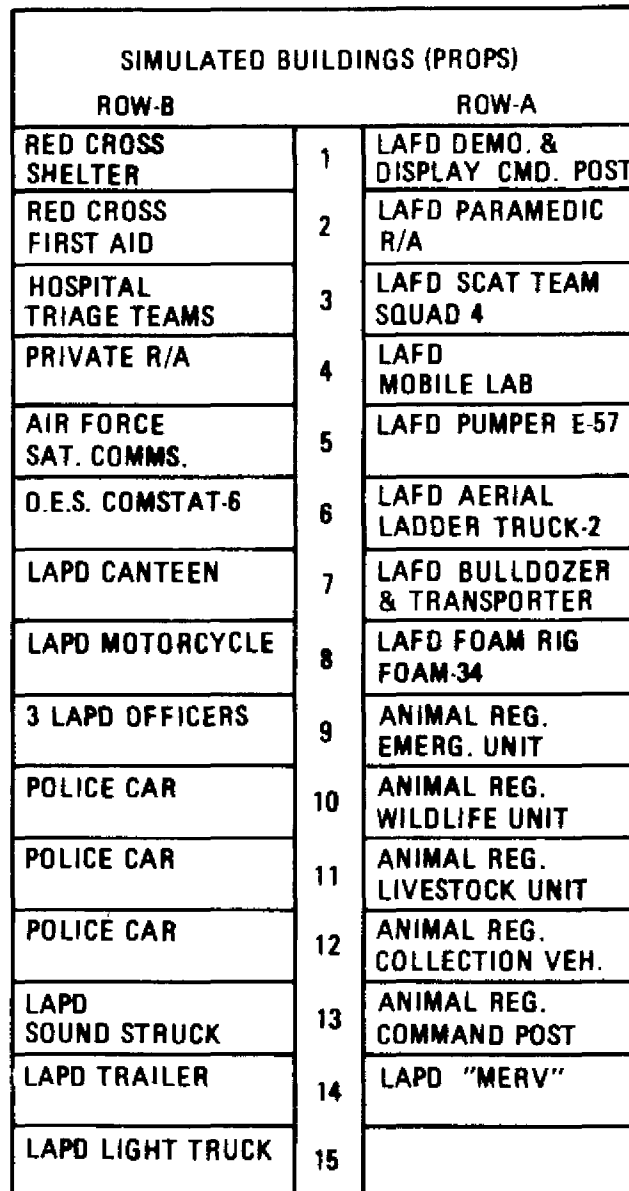 SIMULATED BUILDINGS (PROPS)
ROW-B ROW-A
RED CROSS
SHELTER
1
LAFD DEMO. &
DISPLAY CMD. POST
RED CROSS
FIRST AID
2
LAFD PARAMEDIC
R/A
HOSPITAL
TRIAGE TEAMS
3
LAFD SCAT TEAM
SQUAD 4
PRIVATE R/A
4
LAFD
MOBILE LAB
AIR FORCE
SAT. COMMS.
5
LAFD PUMPER E-57
O.E.S. COMSTAT-6
6
LAFD AERIAL
LADDER TRUCK-2
LAPD CANTEEN
7
LAFD BULLDOZER
& TRANSPORTER
LAPD MOTORCYCLE
8
LAFD FOAM RIG
FOAM-34
3 LAPD OFFICERS
9
ANIMAL REG.
EMERG. UNIT
POLICE CAR
10
ANIMAL REG.
WILDLIFE UNIT
POLICE CAR
11
ANIMAL REG.
LIVESTOCK UNIT
POLICE CAR
12
ANIMAL REG.
COLLECTION VEH.
LAPD
SOUND STRUCK
13
ANIMAL REG.
COMMAND POST
LAPD TRAILER
14
LAPD "MERV"
LAPD LIGHT TRUCK
15